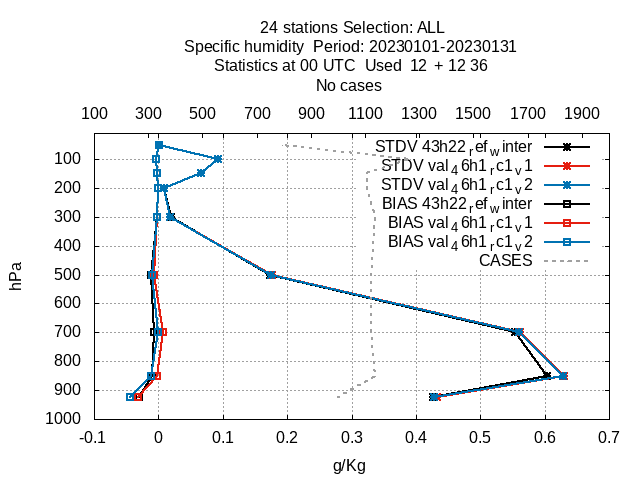 24 stations Selection: ALL
Specific humidity  Period: 20230101-20230131
Statistics at 00 UTC  Used  12  + 12 36
No cases
100 300 500 700 900 1100 1300 1500 1700 1900
STDV 43h22_ref_winter
STDV val_46h1_rc1_v1
STDV val_46h1_rc1_v2
BIAS 43h22_ref_winter
BIAS val_46h1_rc1_v1
BIAS val_46h1_rc1_v2
CASES
hPa
100
200
300
400
500
600
700
800
900
1000
-0.1 0 0.1 0.2 0.3 0.4 0.5 0.6 0.7
g/Kg